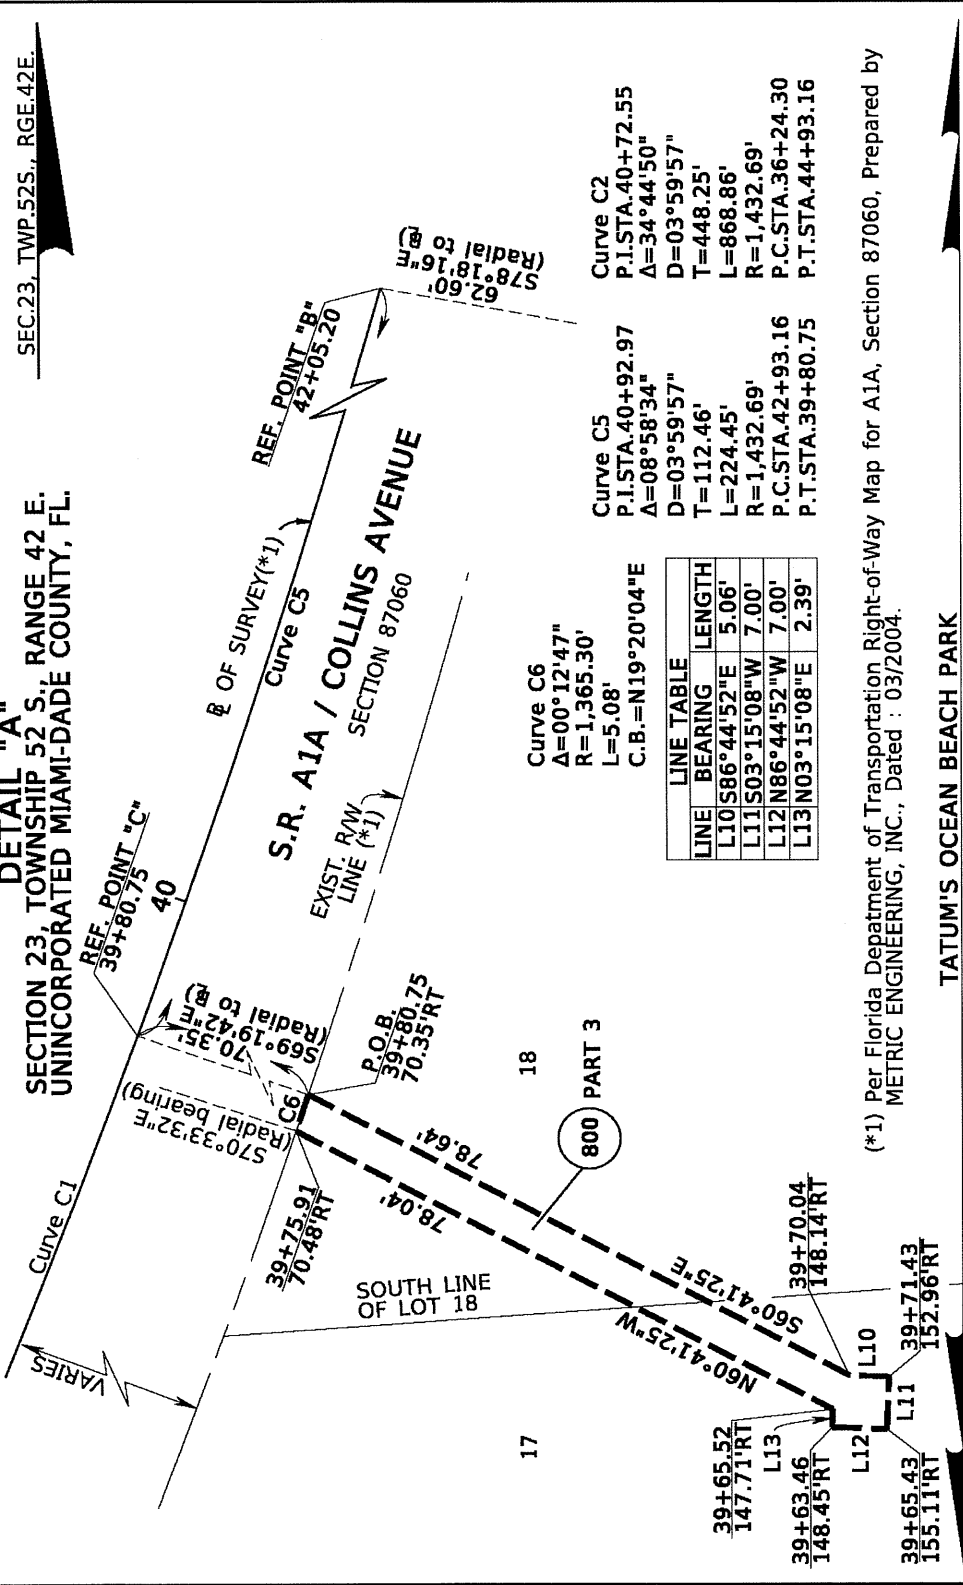 SEC.23, TWP.52S., RGE.42E.
DETAIL "A"
SECTION 23, TOWNSHIP 52 S., RANGE 42 E.
UNINCORPORATED MIAMI-DADE COUNTY, FL.
Curve C1
VARIES
REF. POINT "C"
39+80.75
40
℄ OF SURVEY(*1)
Curve C5
REF. POINT "B"
42+05.20
62.60'
S78°18'16"E
(Radial to ℄)
S.R. A1A / COLLINS AVENUE
SECTION 87060
EXIST. R/W
LINE (*1)
70.35'
S69°19'42"E
(Radial to ℄)
S70°33'32"E
(Radial bearing)
C6
P.O.B.
39+80.75
70.35'RT
39+75.91
70.48'RT
78.64'
78.04'
18
800 PART 3
SOUTH LINE
OF LOT 18
S60°41'25"E
N60°41'25"W
17
39+70.04
148.14'RT
39+65.52
147.71'RT
L13
39+63.46
148.45'RT
L12
L10
L11
39+71.43
152.96'RT
39+65.43
155.11'RT
Curve C6
Δ=00°12'47"
R=1,365.30'
L=5.08'
C.B.=N19°20'04"E
LINE TABLE
LINE BEARING LENGTH
L10 S86°44'52"E 5.06'
L11 S03°15'08"W 7.00'
L12 N86°44'52"W 7.00'
L13 N03°15'08"E 2.39'
Curve C5
P.I.STA.40+92.97
Δ=08°58'34"
D=03°59'57"
T=112.46'
L=224.45'
R=1,432.69'
P.C.STA.42+93.16
P.T.STA.39+80.75
Curve C2
P.I.STA.40+72.55
Δ=34°44'50"
D=03°59'57"
T=448.25'
L=868.86'
R=1,432.69'
P.C.STA.36+24.30
P.T.STA.44+93.16
(*1) Per Florida Depatment of Transportation Right-of-Way Map for A1A, Section 87060, Prepared by
METRIC ENGINEERING, INC., Dated : 03/2004.
TATUM'S OCEAN BEACH PARK